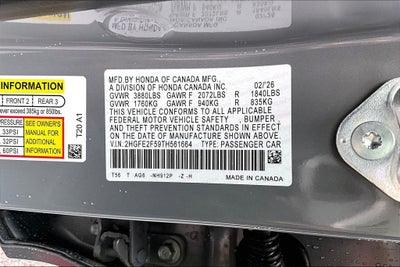 MFD BY HONDA OF CANADA MFG.,
A DIVISION OF HONDA CANADA INC. 02/26
GVWR 3880LBS GAWR F 2072LBS R 1840LBS
GVWR 1760KG GAWR F 940KG R 835KG
THIS VEHICLE CONFORMS TO ALL APPLICABLE
FEDERAL MOTOR VEHICLE SAFETY , BUMPER ,
AND THEFT PREVENTION STANDARDS IN EFFECT
ON THE DATE OF MANUFACTURE SHOWN ABOVE.
V.I.N: 2HGFE2F59TH561664 TYPE: PASSENGER CAR
T56 T AG6 -NH912P -Z -H
MADE IN CANADA
INFORMATION
FRONT 2 REAR 3
never exceed 385kg or 850lbs.
PRESSURE
33PSI
32PSI
60PSI
SEE OWNER'S
MANUAL FOR
ADDITIONAL
INFORMATION
T20 A1